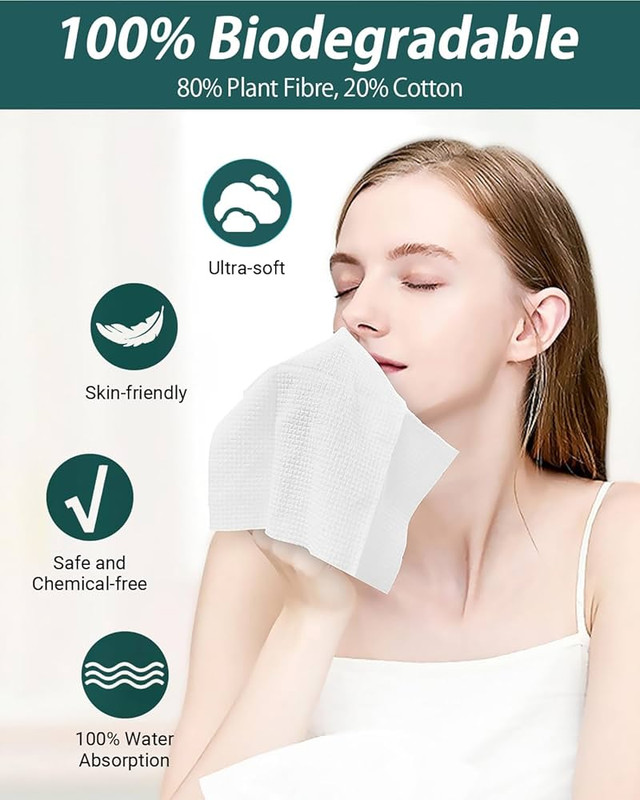 100% Biodegradable
80% Plant Fibre, 20% Cotton
Ultra-soft
Skin-friendly
Safe and
Chemical-free
100% Water
Absorption